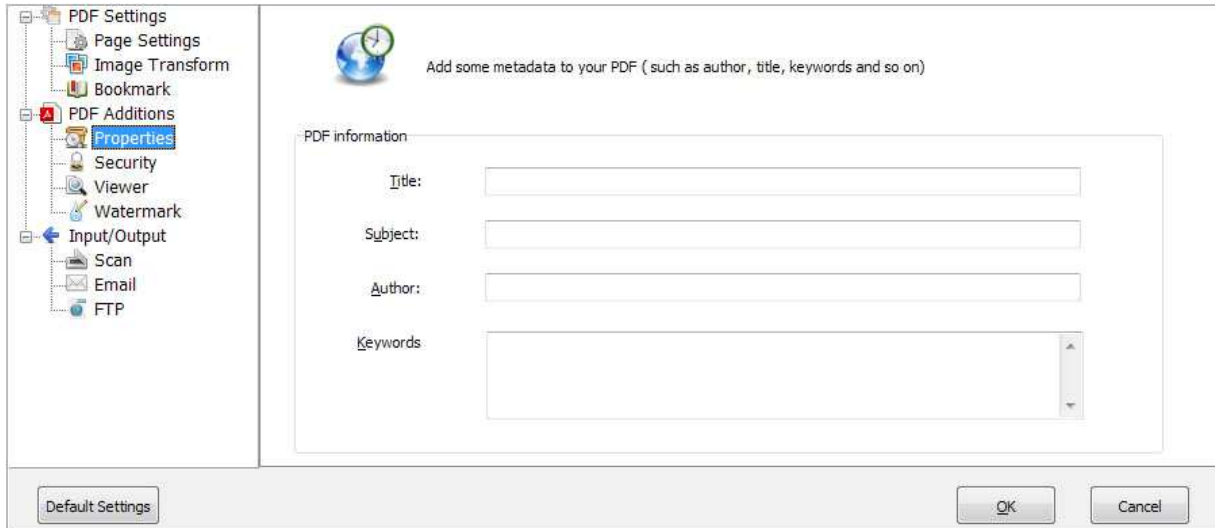 PDF Settings
Page Settings
Image Transform
Bookmark
PDF Additions
Properties
Security
Viewer
Watermark
Input/Output
Scan
Email
FTP
Add some metadata to your PDF ( such as author, title, keywords and so on)
PDF information
Title:
Subject:
Author:
Keywords
Default Settings
OK
Cancel